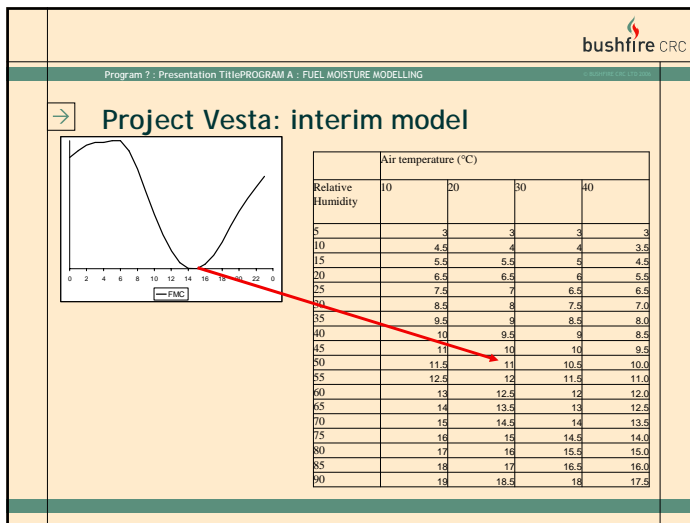 bushfire CRC
Program ? : Presentation TitlePROGRAM A : FUEL MOISTURE MODELLING
© BUSHFIRE CRC LTD 2006
Project Vesta: interim model
0 2 4 6 8 10 12 14 16 18 20 22 0
FMC
Air temperature (°C)
Relative Humidity 10 20 30 40
5 3 3 3 3
10 4.5 4 4 3.5
15 5.5 5.5 5 4.5
20 6.5 6.5 6 5.5
25 7.5 7 6.5 6.5
30 8.5 8 7.5 7.0
35 9.5 9 8.5 8.0
40 10 9.5 9 8.5
45 11 10 10 9.5
50 11.5 11 10.5 10.0
55 12.5 12 11.5 11.0
60 13 12.5 12 12.0
65 14 13.5 13 12.5
70 15 14.5 14 13.5
75 16 15 14.5 14.0
80 17 16 15.5 15.0
85 18 17 16.5 16.0
90 19 18.5 18 17.5